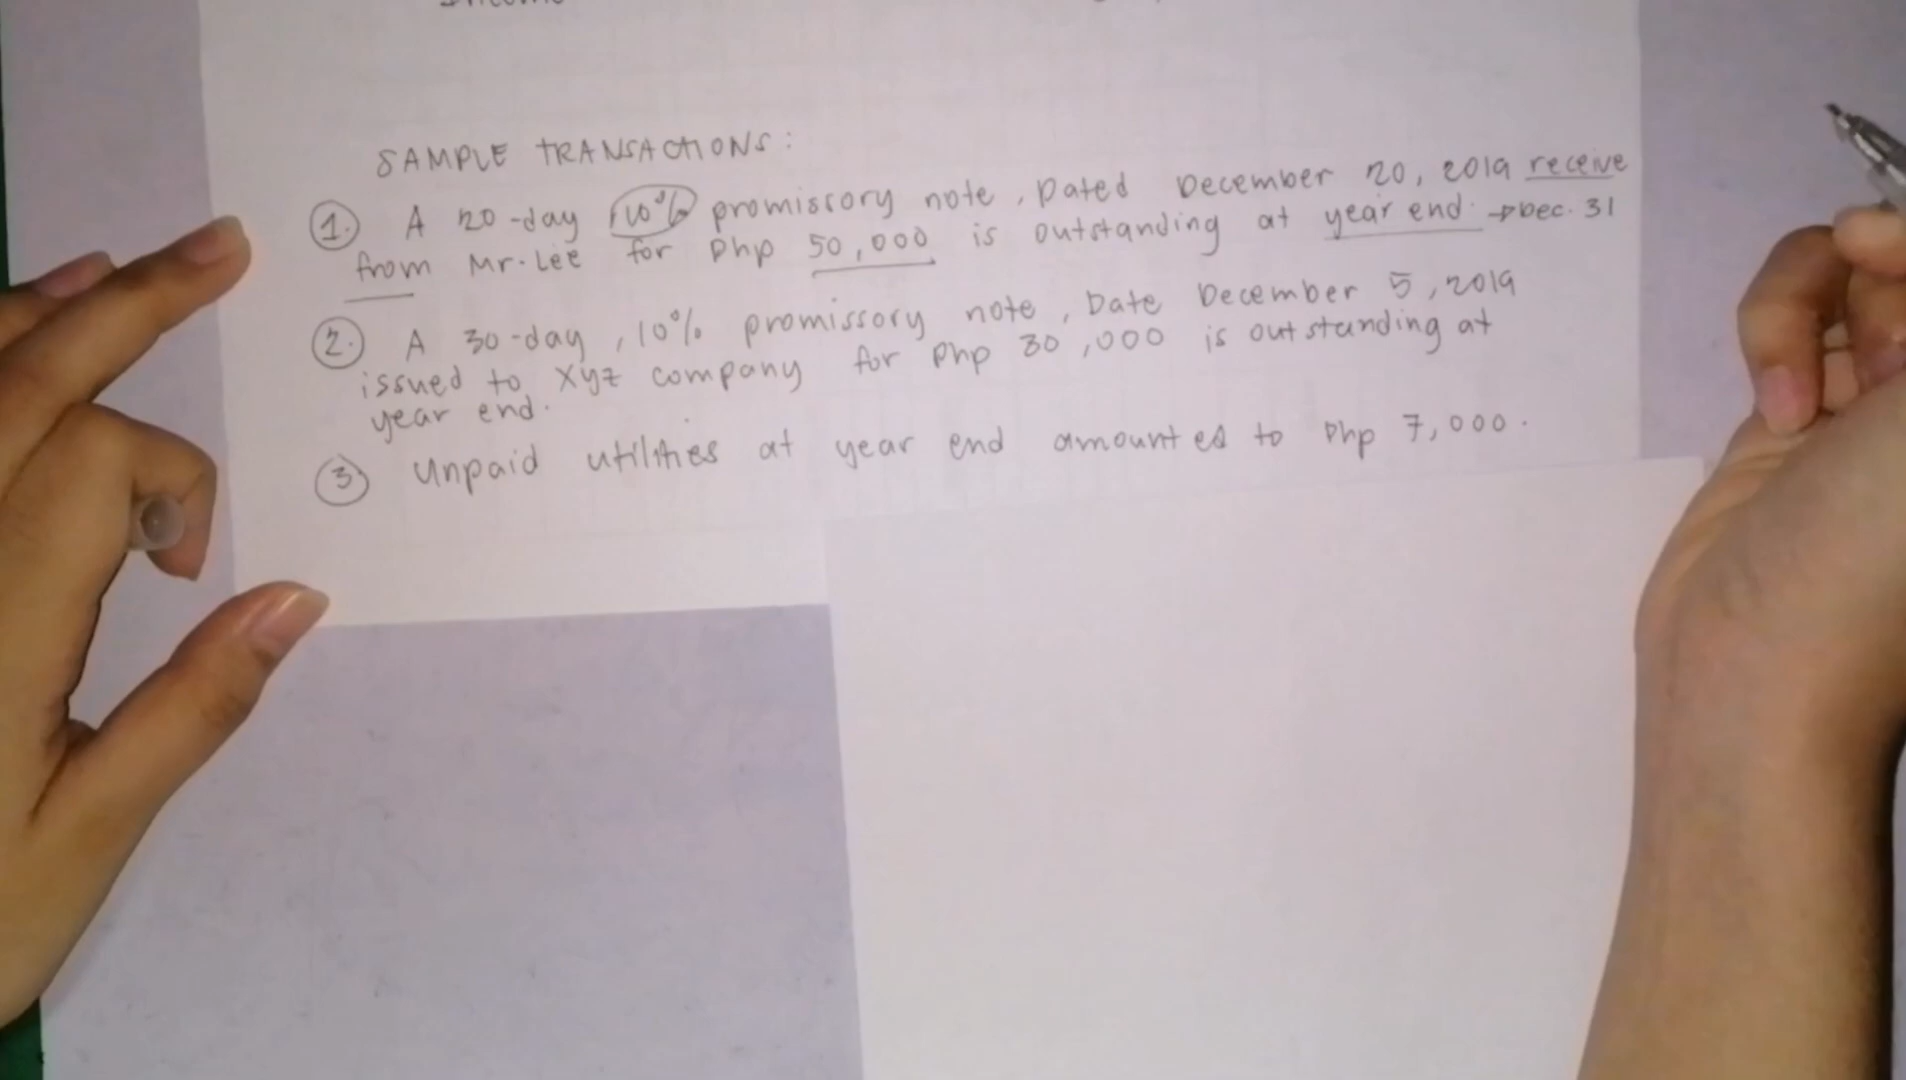 SAMPLE TRANSACTIONS:
1. A 20-day, 10% promissory note, Dated December 20, 2019 receive
from Mr. Lee for Php 50,000 is outstanding at year end. → Dec. 31
2. A 30-day, 10% promissory note, Date December 5, 2019
issued to XYZ company for Php 30,000 is outstanding at
year end.
3 Unpaid utilities at year end amounted to Php 7,000.